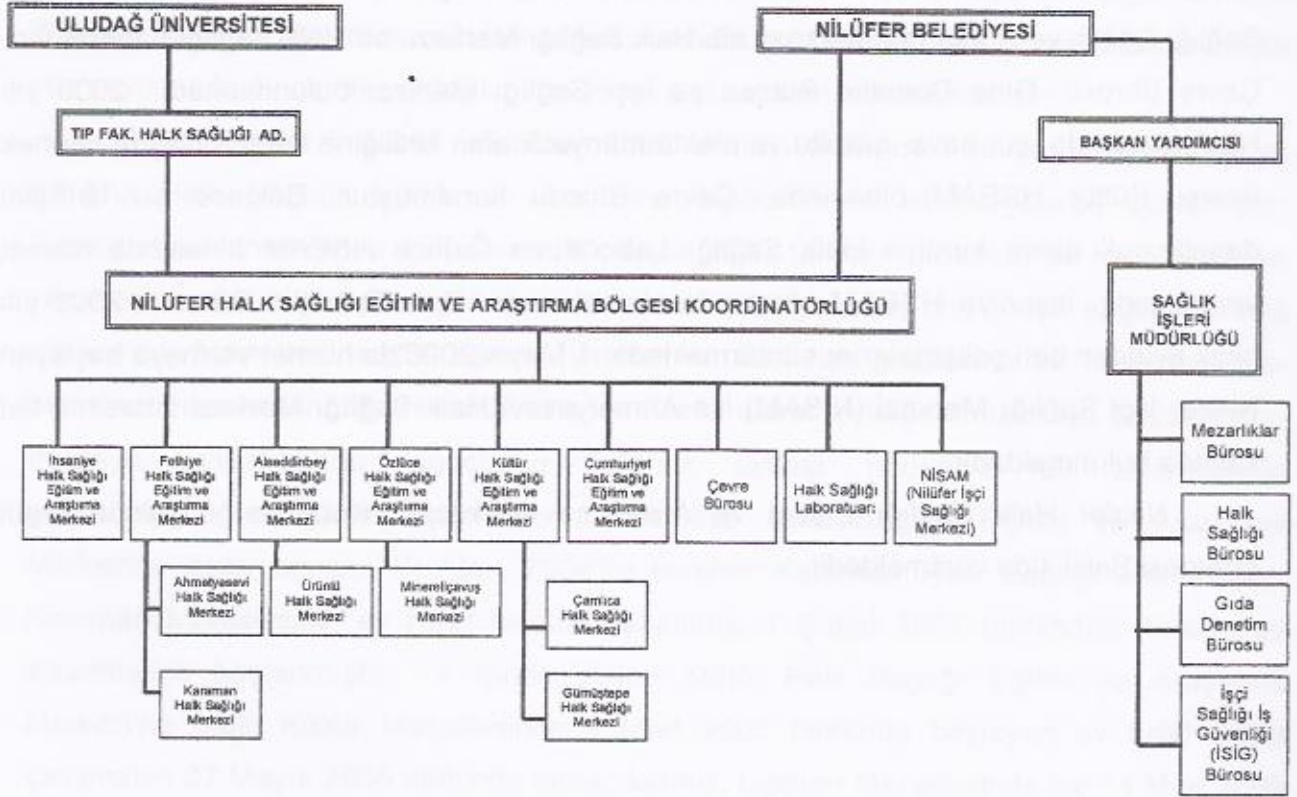 ULUDAĞ ÜNİVERSİTESİ
NİLÜFER BELEDİYESİ
TIP FAK. HALK SAĞLIĞI AD.
BAŞKAN YARDIMCISI
NİLÜFER HALK SAĞLIĞI EĞİTİM VE ARAŞTIRMA BÖLGESİ KOORDİNATÖRLÜĞÜ
SAĞLIK
İŞLERİ
MÜDÜRLÜĞÜ
İhsaniye
Halk Sağlığı
Eğitim ve
Araştırma
Merkezi
Fethiye
Halk Sağlığı
Eğitim ve
Araştırma
Merkezi
Alaeddinbey
Halk Sağlığı
Eğitim ve
Araştırma
Merkezi
Özlüce
Halk Sağlığı
Eğitim ve
Araştırma
Merkezi
Kültür
Halk Sağlığı
Eğitim ve
Araştırma
Merkezi
Cumhuriyet
Halk Sağlığı
Eğitim ve
Araştırma
Merkezi
Çevre
Bürosu
Halk Sağlığı
Laboratuarı
NİSAM
(Nilüfer İşçi
Sağlığı
Merkezi)
Mezarlıklar
Bürosu
Halk
Sağlığı
Bürosu
Gıda
Denetim
Bürosu
İşçi
Sağlığı İş
Güvenliği
(İSİG)
Bürosu
Ahmetyesevi
Halk Sağlığı
Merkezi
Ürünlü
Halk Sağlığı
Merkezi
Minereliçavuş
Halk Sağlığı
Merkezi
Çamlıca
Halk Sağlığı
Merkezi
Karaman
Halk Sağlığı
Merkezi
Gümüştepe
Halk Sağlığı
Merkezi